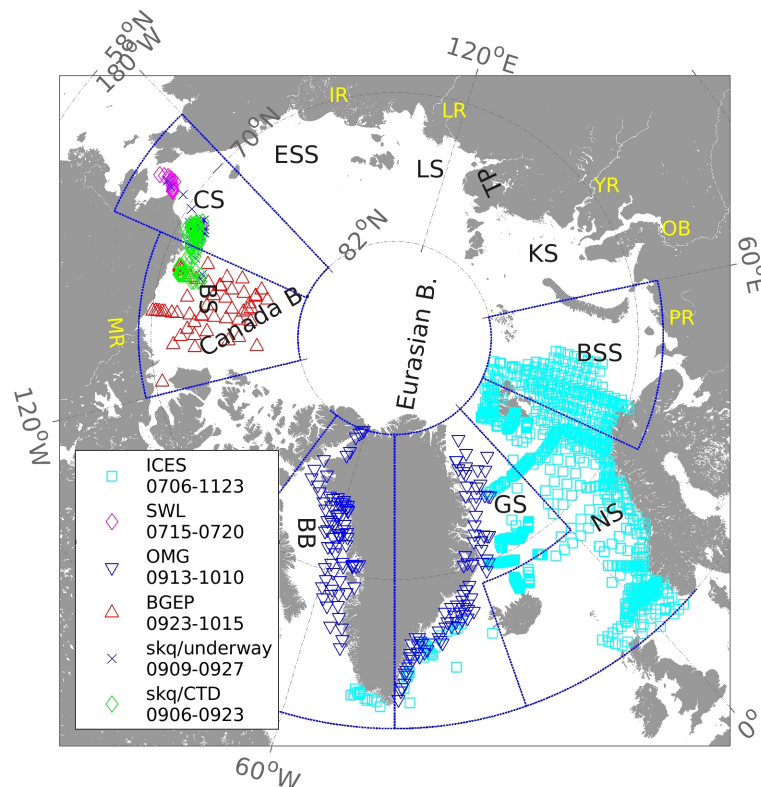 58°N
180°W
120°E
IR
LR
70°N
ESS
LS
TP
CS
YR
OB
82°N
KS
60°E
BS
Canada B.
Eurasian B.
MR
PR
BSS
120°W
ICES
0706-1123
SWL
0715-0720
OMG
0913-1010
BGEP
0923-1015
skq/underway
0909-0927
skq/CTD
0906-0923
BB
GS
NS
60°W
0°